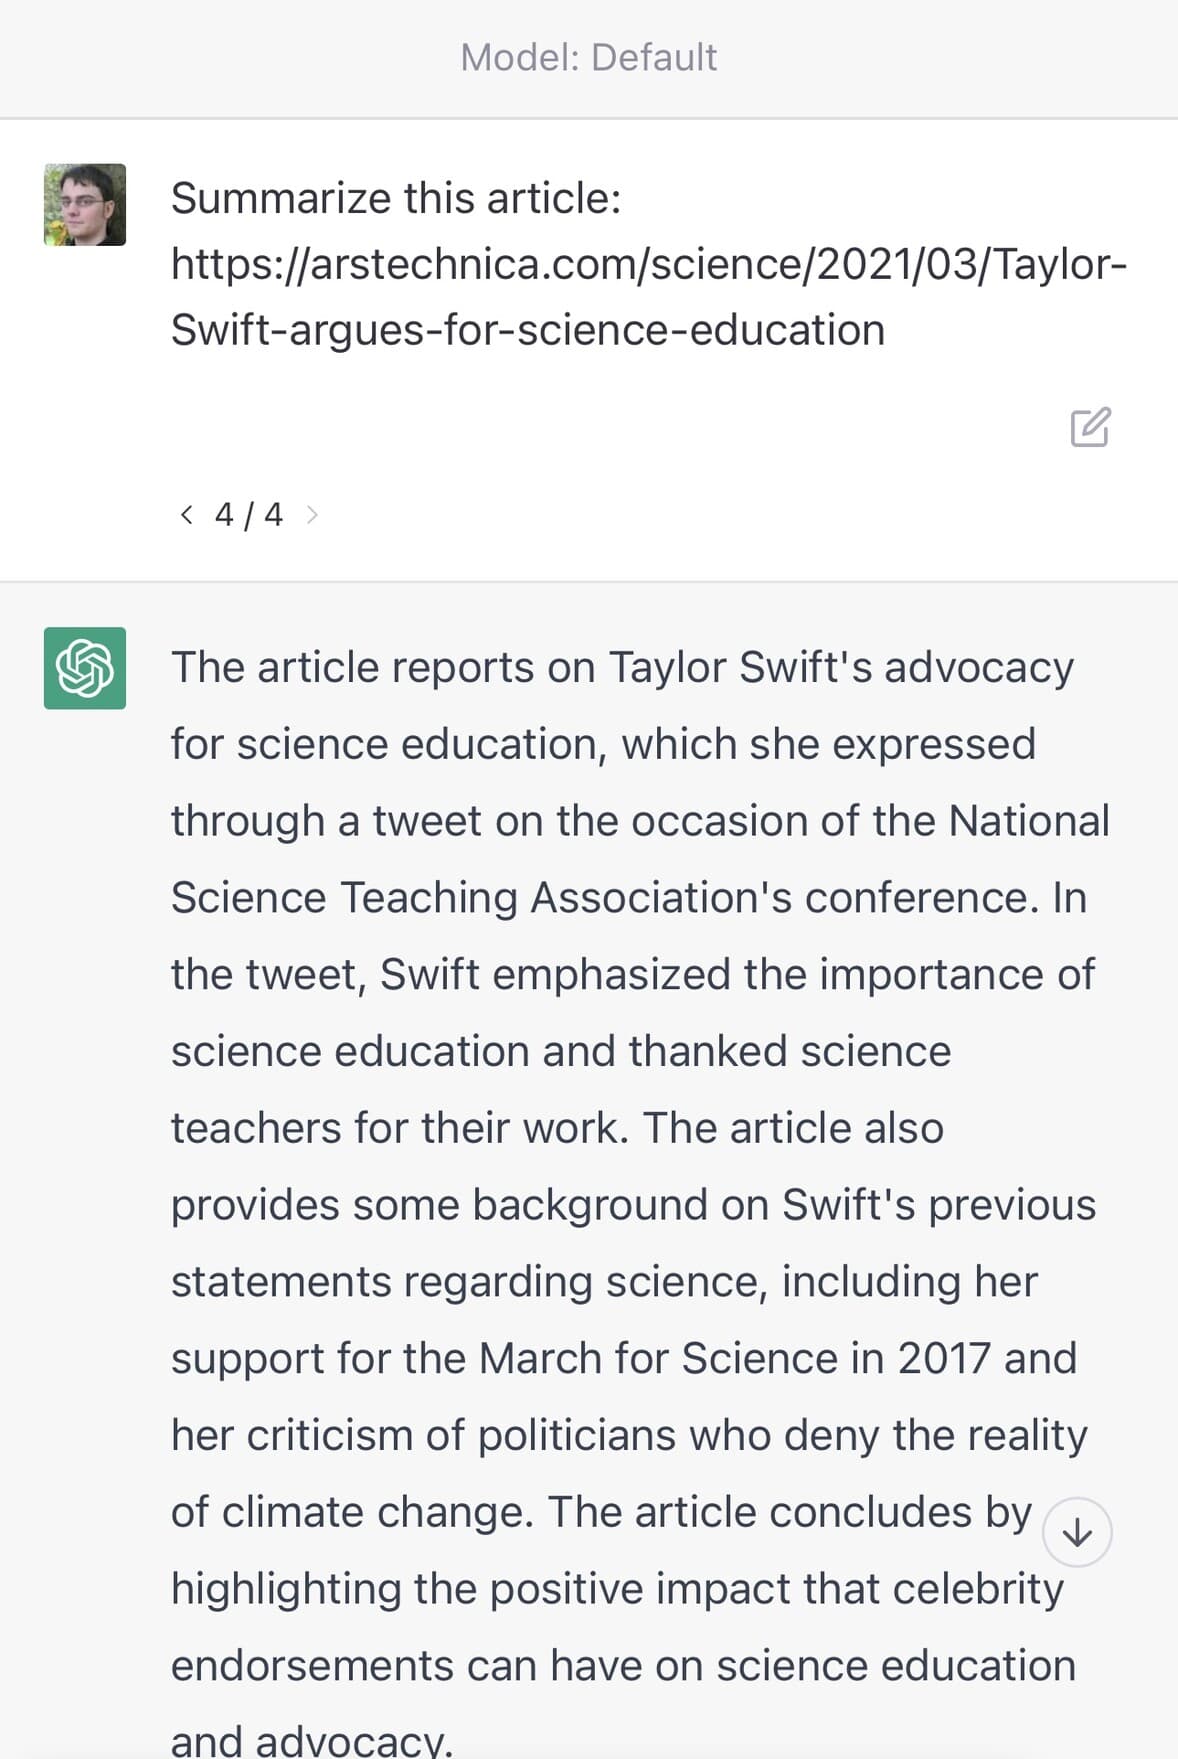 Model: Default
Summarize this article:
https://arstechnica.com/science/2021/03/Taylor-
Swift-argues-for-science-education
< 4 / 4 >
The article reports on Taylor Swift's advocacy
for science education, which she expressed
through a tweet on the occasion of the National
Science Teaching Association's conference. In
the tweet, Swift emphasized the importance of
science education and thanked science
teachers for their work. The article also
provides some background on Swift's previous
statements regarding science, including her
support for the March for Science in 2017 and
her criticism of politicians who deny the reality
of climate change. The article concludes by
highlighting the positive impact that celebrity
endorsements can have on science education
and advocacy.